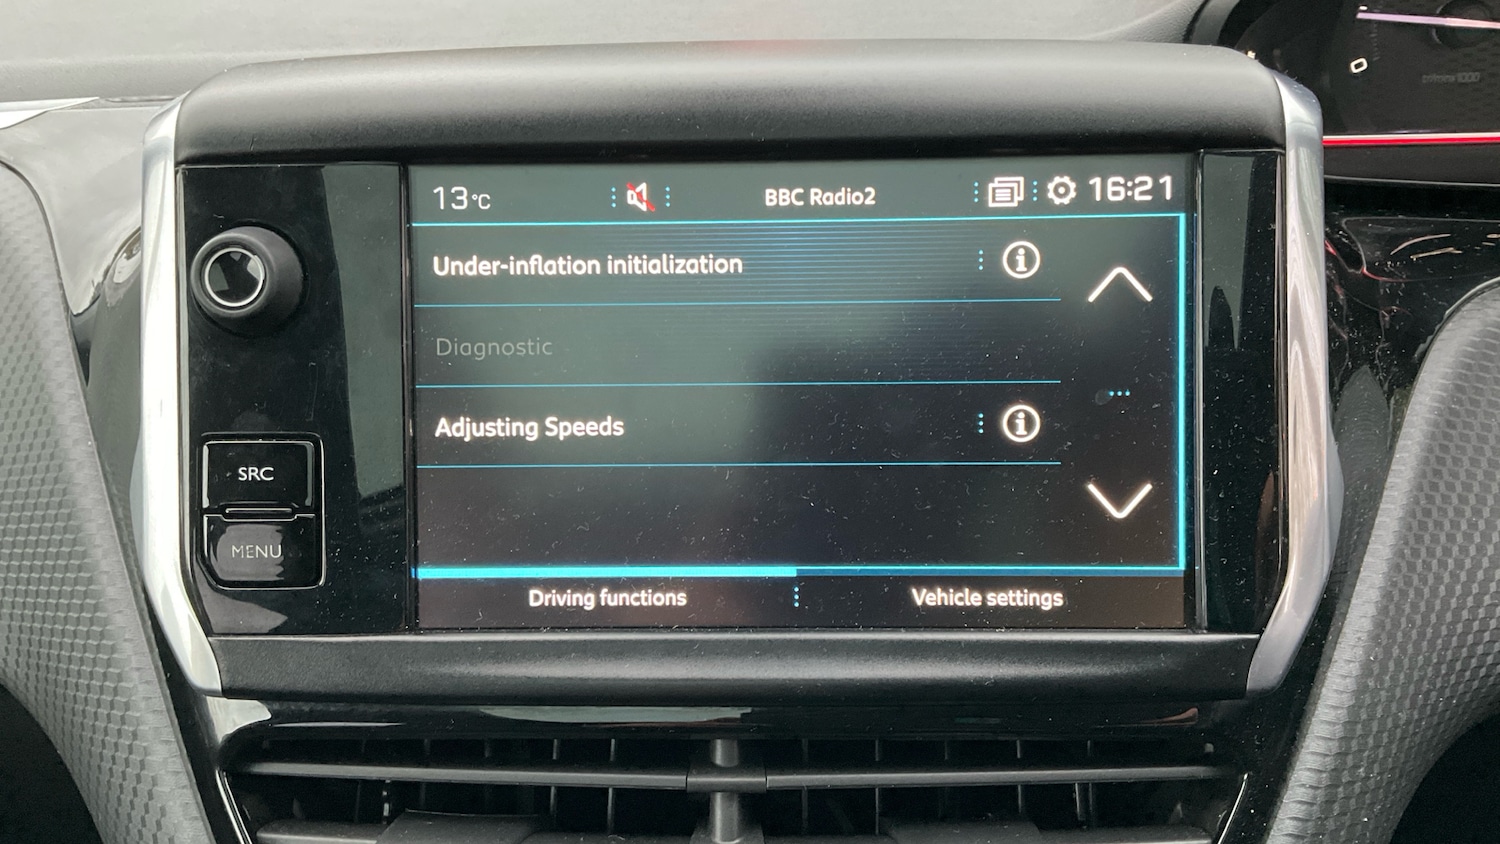 13°C
BBC Radio2
16:21
Under-inflation initialization
Diagnostic
Adjusting Speeds
SRC
MENU
Driving functions
Vehicle settings